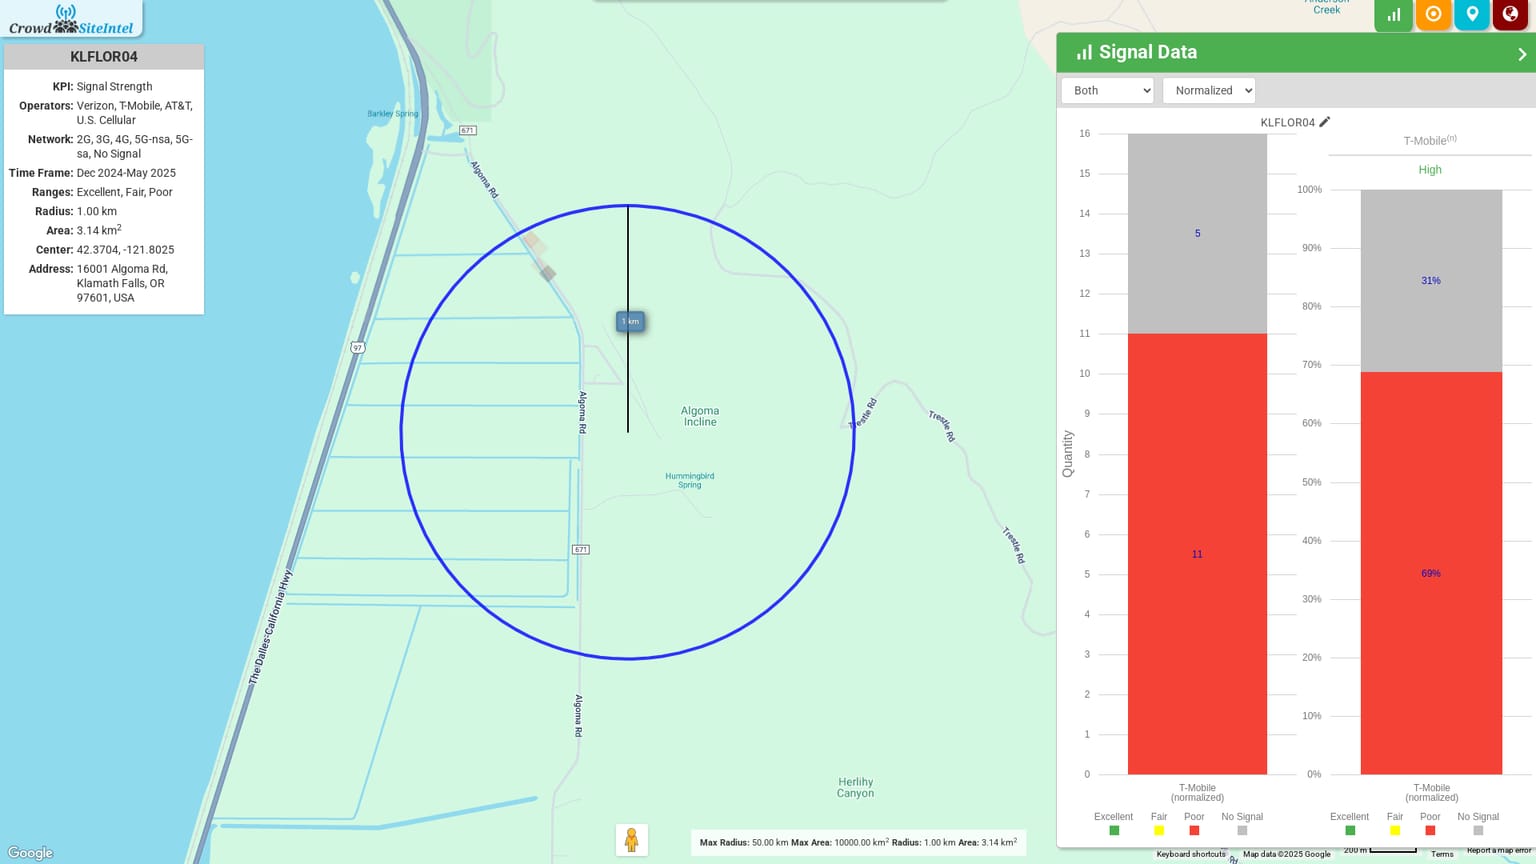 Crowd SiteIntel
KLFLOR04
KPI: Signal Strength
Operators: Verizon, T-Mobile, AT&T,
U.S. Cellular
Network: 2G, 3G, 4G, 5G-nsa, 5G-
sa, No Signal
Time Frame: Dec 2024-May 2025
Ranges: Excellent, Fair, Poor
Radius: 1.00 km
Area: 3.14 km²
Center: 42.3704, -121.8025
Address: 16001 Algoma Rd,
Klamath Falls, OR
97601, USA
Creek
Barkley Spring
671
Algoma Rd
97
1 km
Algoma Rd
Algoma
Incline
Trestle Rd
Trestle Rd
Hummingbird
Spring
671
Trestle Rd
The Dalles-California Hwy
Algoma Rd
Herlihy
Canyon
Google
Max Radius: 50.00 km Max Area: 10000.00 km² Radius: 1.00 km Area: 3.14 km²
Signal Data
Both
Normalized
KLFLOR04
T-Mobile(n)
High
Quantity
16
15
14
13
12
11
10
9
8
7
6
5
4
3
2
1
0
5
11
T-Mobile
(normalized)
Excellent Fair Poor No Signal
100%
90%
80%
70%
60%
50%
40%
30%
20%
10%
0%
31%
69%
T-Mobile
(normalized)
Excellent Fair Poor No Signal
Keyboard shortcuts Map data ©2025 Google 200 m Terms Report a map error